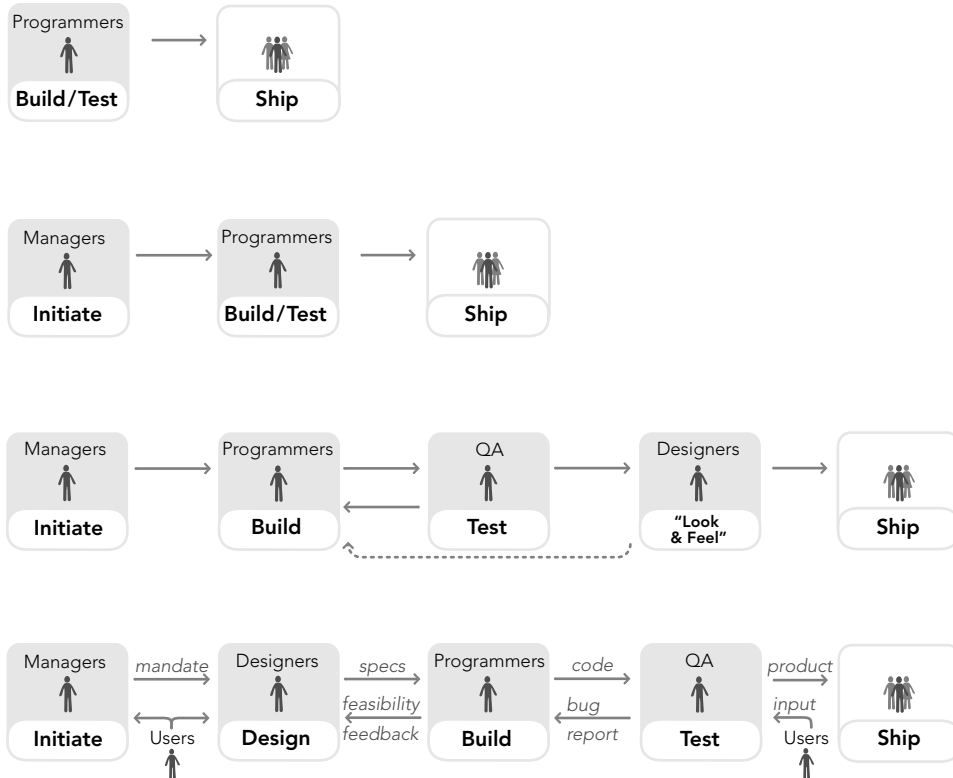 Programmers
Build/Test
Ship
Managers
Initiate
Programmers
Build/Test
Ship
Managers
Initiate
Programmers
Build
QA
Test
Designers
“Look
& Feel”
Ship
Managers
Initiate
mandate
Users
Designers
Design
specs
feasibility
feedback
Programmers
Build
code
bug
report
QA
Test
product
input
Users
Ship